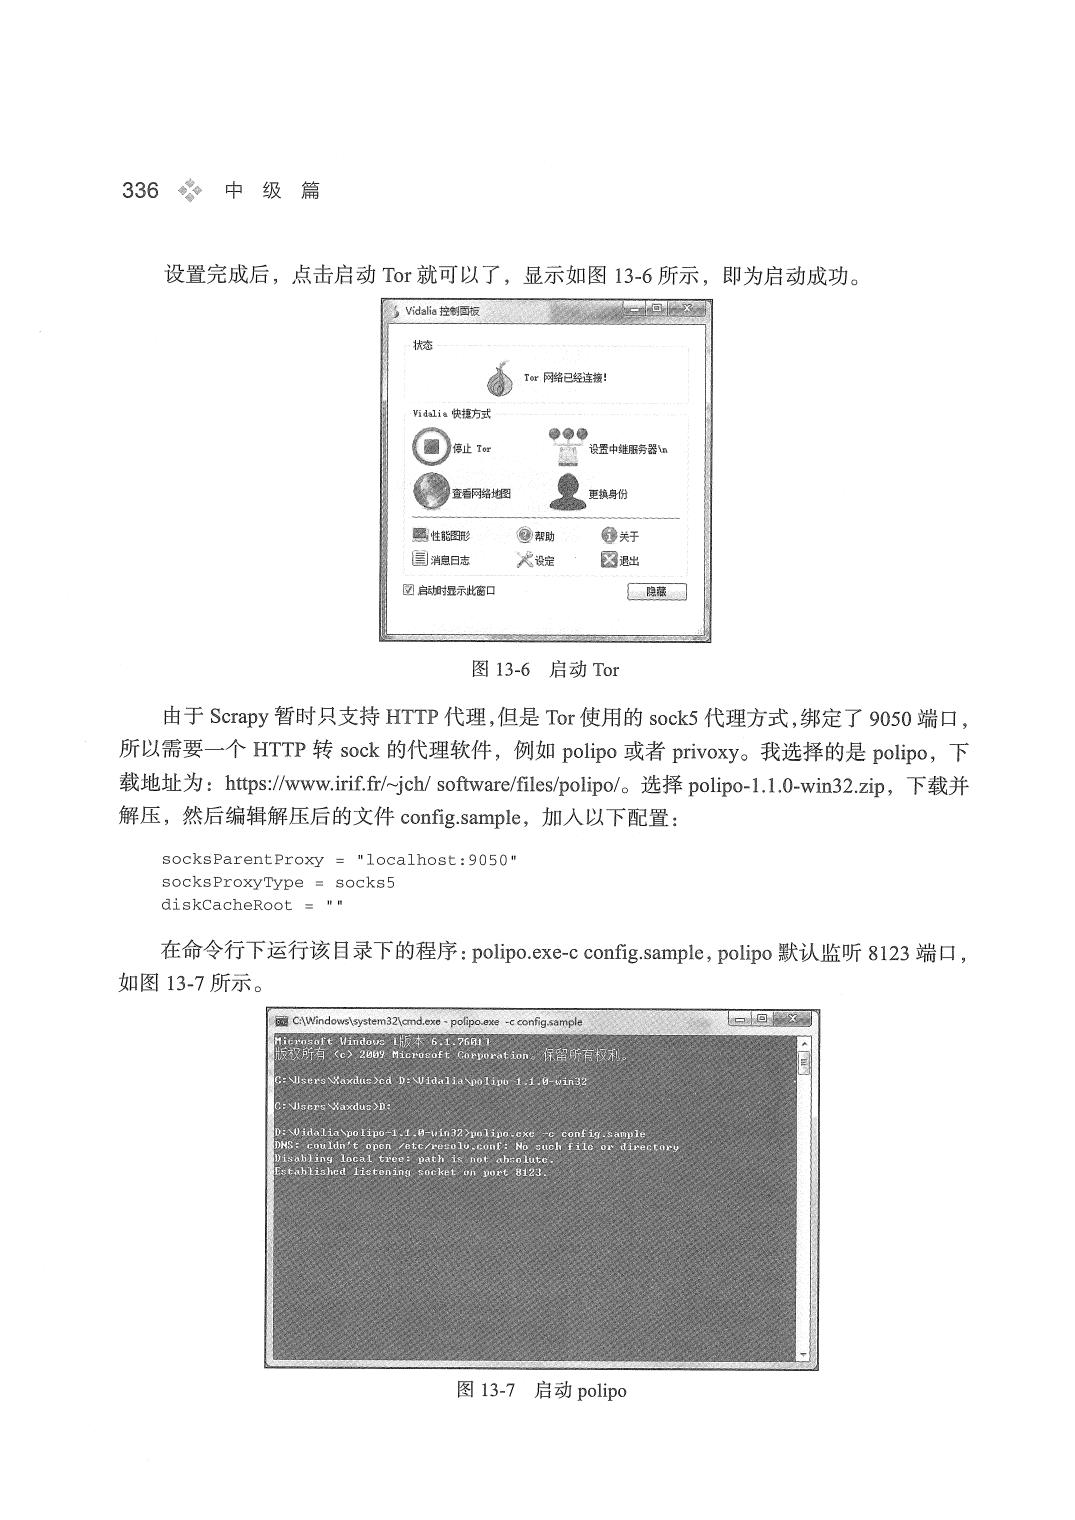 336 中 级 篇
设置完成后，点击启动 Tor 就可以了，显示如图 13-6 所示，即为启动成功。
Vidalia 控制面板
状态
Tor 网络已经连接!
Vidalia 快捷方式
停止 Tor
设置中继服务器\n
查看网络地图
更换身份
性能图形
帮助
关于
消息日志
设定
退出
启动时显示此窗口
隐藏
图 13-6 启动 Tor
由于 Scrapy 暂时只支持 HTTP 代理，但是 Tor 使用的 sock5 代理方式，绑定了 9050 端口，
所以需要一个 HTTP 转 sock 的代理软件，例如 polipo 或者 privoxy。我选择的是 polipo，下
载地址为：https://www.irif.fr/~jch/ software/files/polipo/。选择 polipo-1.1.0-win32.zip，下载并
解压，然后编辑解压后的文件 config.sample，加入以下配置：
socksParentProxy = "localhost:9050"
socksProxyType = socks5
diskCacheRoot = ""
在命令行下运行该目录下的程序：polipo.exe-c config.sample，polipo 默认监听 8123 端口，
如图 13-7 所示。
C:\Windows\system32\cmd.exe - polipo.exe -c config.sample
Microsoft Windows [版本 6.1.7601]
版权所有 (c) 2009 Microsoft Corporation。保留所有权利。
C:\Users\Xaxdus>cd D:\Vidalia\polipo-1.1.0-win32
C:\Users\Xaxdus>D:
D:\Vidalia\polipo-1.1.0-win32>polipo.exe -c config.sample
DNS: couldn't open /etc/resolv.conf: No such file or directory
Disabling local tree: path is not absolute.
Established listening socket on port 8123.
图 13-7 启动 polipo